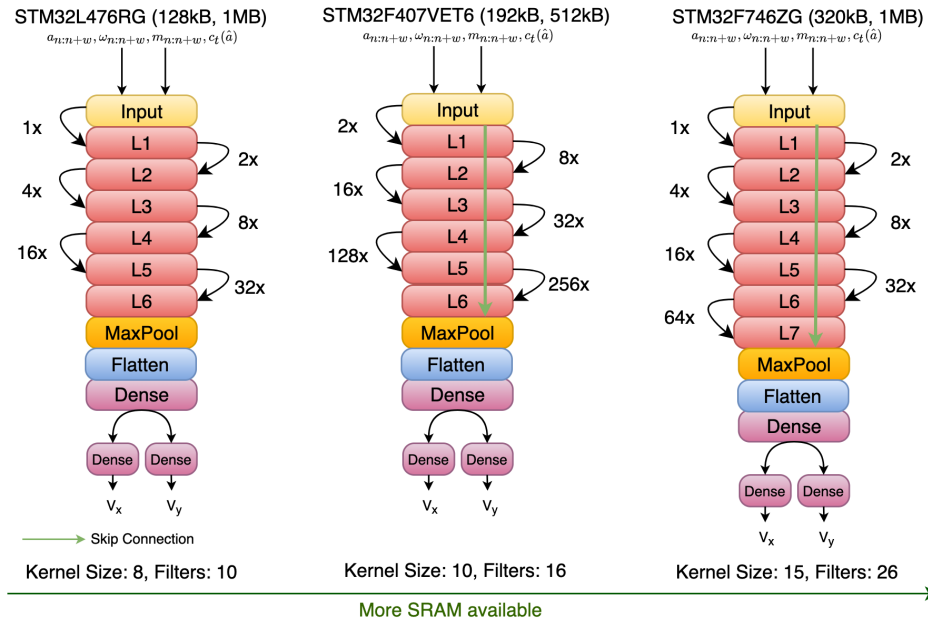 STM32L476RG (128kB, 1MB)
a_{n:n+w}, ω_{n:n+w}, m_{n:n+w}, c_t(â)
Input
1x
L1
2x
L2
4x
L3
8x
L4
16x
L5
32x
L6
MaxPool
Flatten
Dense
Dense
Dense
V_x
V_y
Skip Connection
Kernel Size: 8, Filters: 10
STM32F407VET6 (192kB, 512kB)
a_{n:n+w}, ω_{n:n+w}, m_{n:n+w}, c_t(â)
Input
2x
L1
8x
L2
16x
L3
32x
L4
128x
L5
256x
L6
MaxPool
Flatten
Dense
Dense
Dense
V_x
V_y
Kernel Size: 10, Filters: 16
STM32F746ZG (320kB, 1MB)
a_{n:n+w}, ω_{n:n+w}, m_{n:n+w}, c_t(â)
Input
1x
L1
2x
L2
4x
L3
8x
L4
16x
L5
32x
L6
64x
L7
MaxPool
Flatten
Dense
Dense
Dense
V_x
V_y
Kernel Size: 15, Filters: 26
More SRAM available